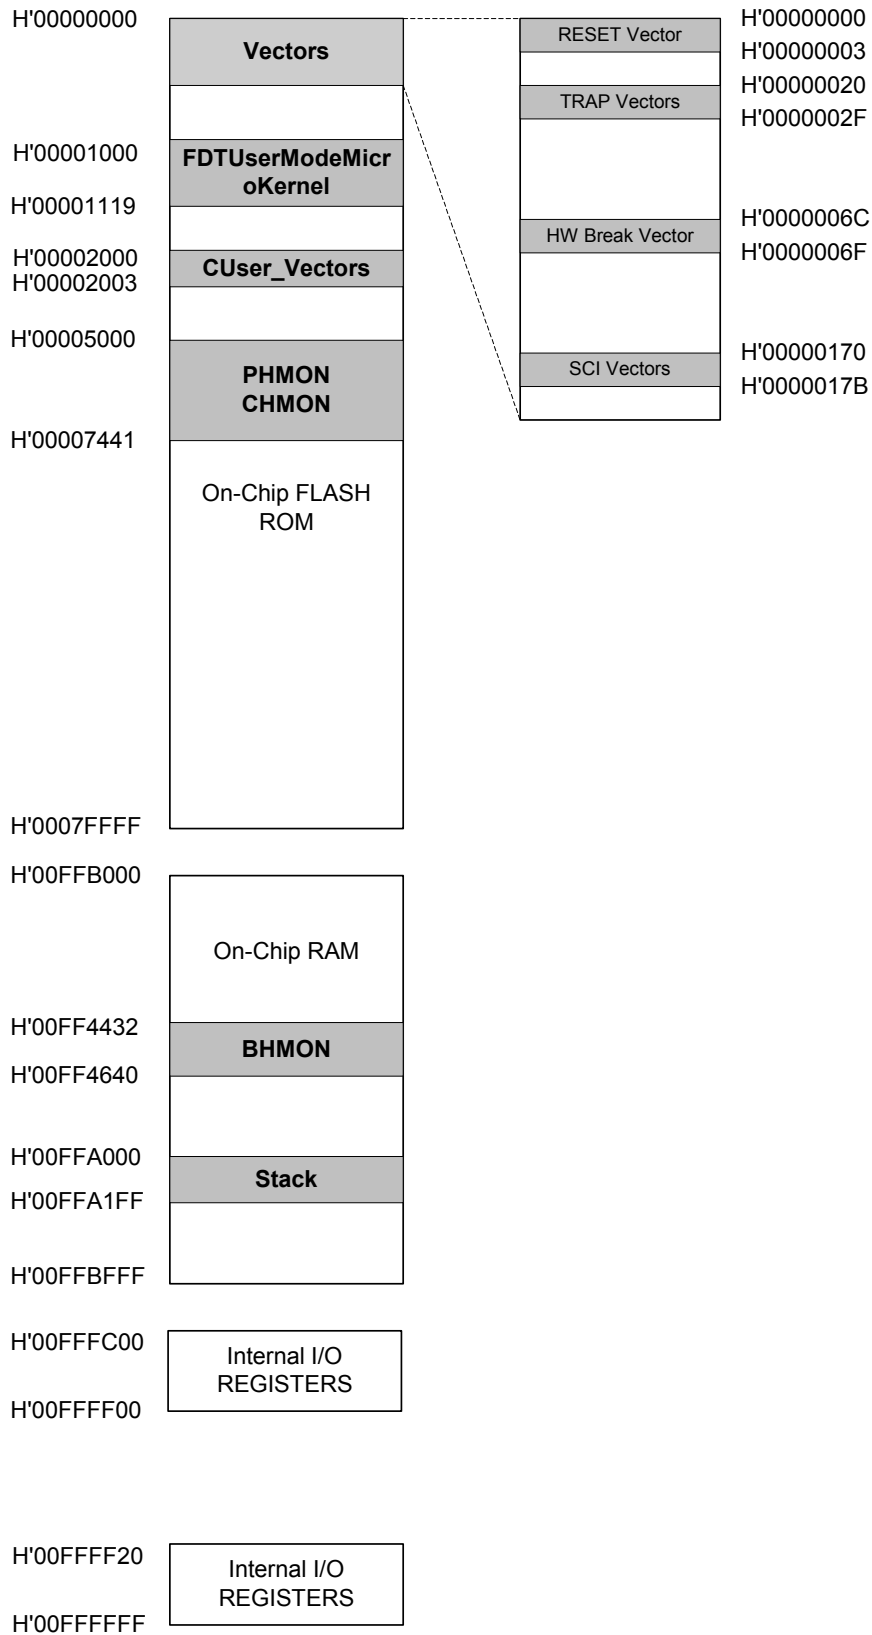 H'00000000
Vectors
H'00001000
FDTUserModeMicr
oKernel
H'00001119
H'00002000
CUser_Vectors
H'00002003
H'00005000
PHMON
CHMON
H'00007441
On-Chip FLASH
ROM
H'0007FFFF
H'00FFB000
On-Chip RAM
H'00FF4432
BHMON
H'00FF4640
H'00FFA000
Stack
H'00FFA1FF
H'00FFBFFF
H'00FFFC00
Internal I/O
REGISTERS
H'00FFFF00
H'00FFFF20
Internal I/O
REGISTERS
H'00FFFFFF
H'00000000
RESET Vector
H'00000003
H'00000020
TRAP Vectors
H'0000002F
H'0000006C
HW Break Vector
H'0000006F
H'00000170
SCI Vectors
H'0000017B